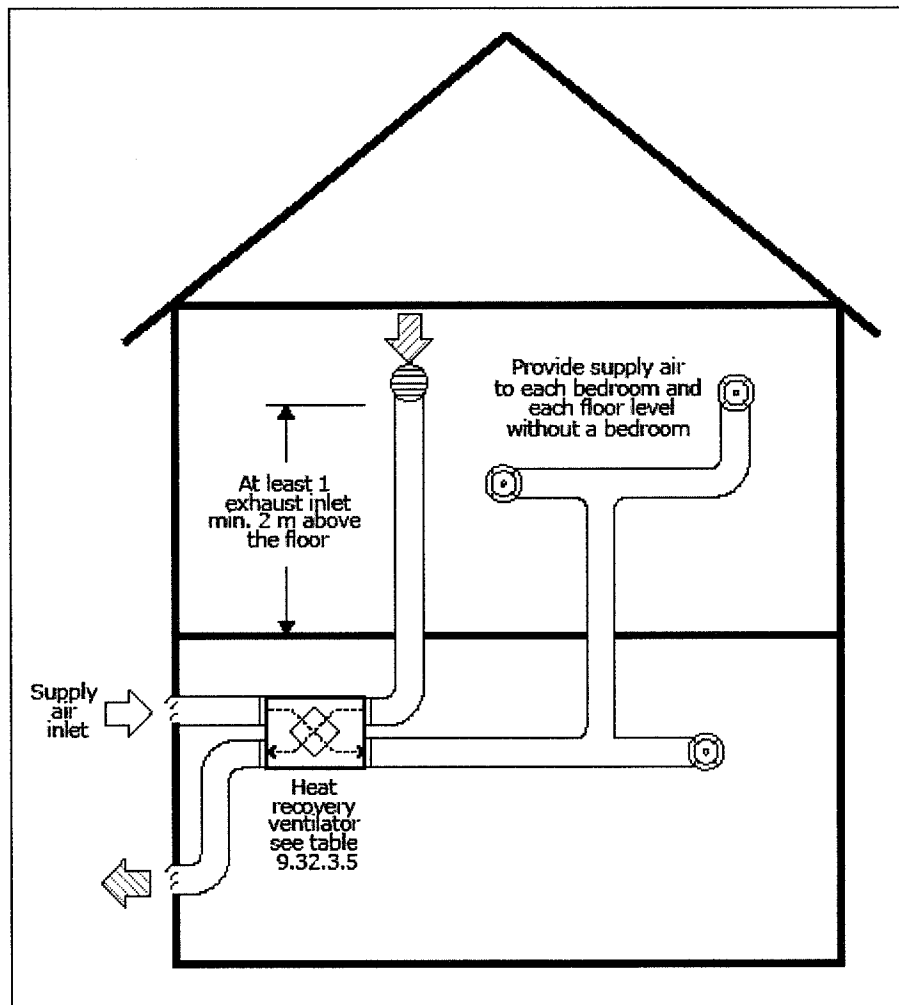 Provide supply air
to each bedroom and
each floor level
without a bedroom
At least 1
exhaust inlet
min. 2 m above
the floor
Supply
air
inlet
Heat
recovery
ventilator
see table
9.32.3.5